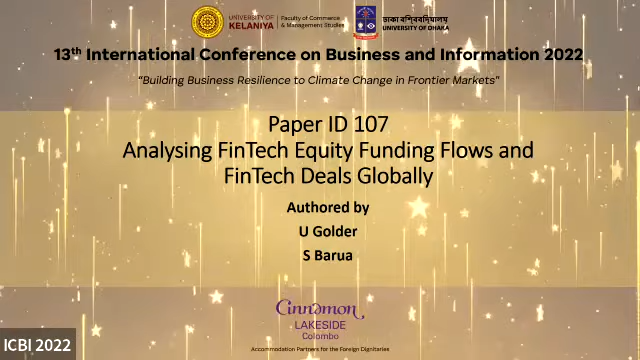 UNIVERSITY OF
KELANIYA
Faculty of Commerce
& Management Studies
ঢাকা বিশ্ববিদ্যালয়
UNIVERSITY OF DHAKA
13th International Conference on Business and Information 2022
“Building Business Resilience to Climate Change in Frontier Markets”
Paper ID 107
Analysing FinTech Equity Funding Flows and
FinTech Deals Globally
Authored by
U Golder
S Barua
Cinnamon
LAKESIDE
Colombo
Accommodation Partners for the Foreign Dignitaries
ICBI 2022